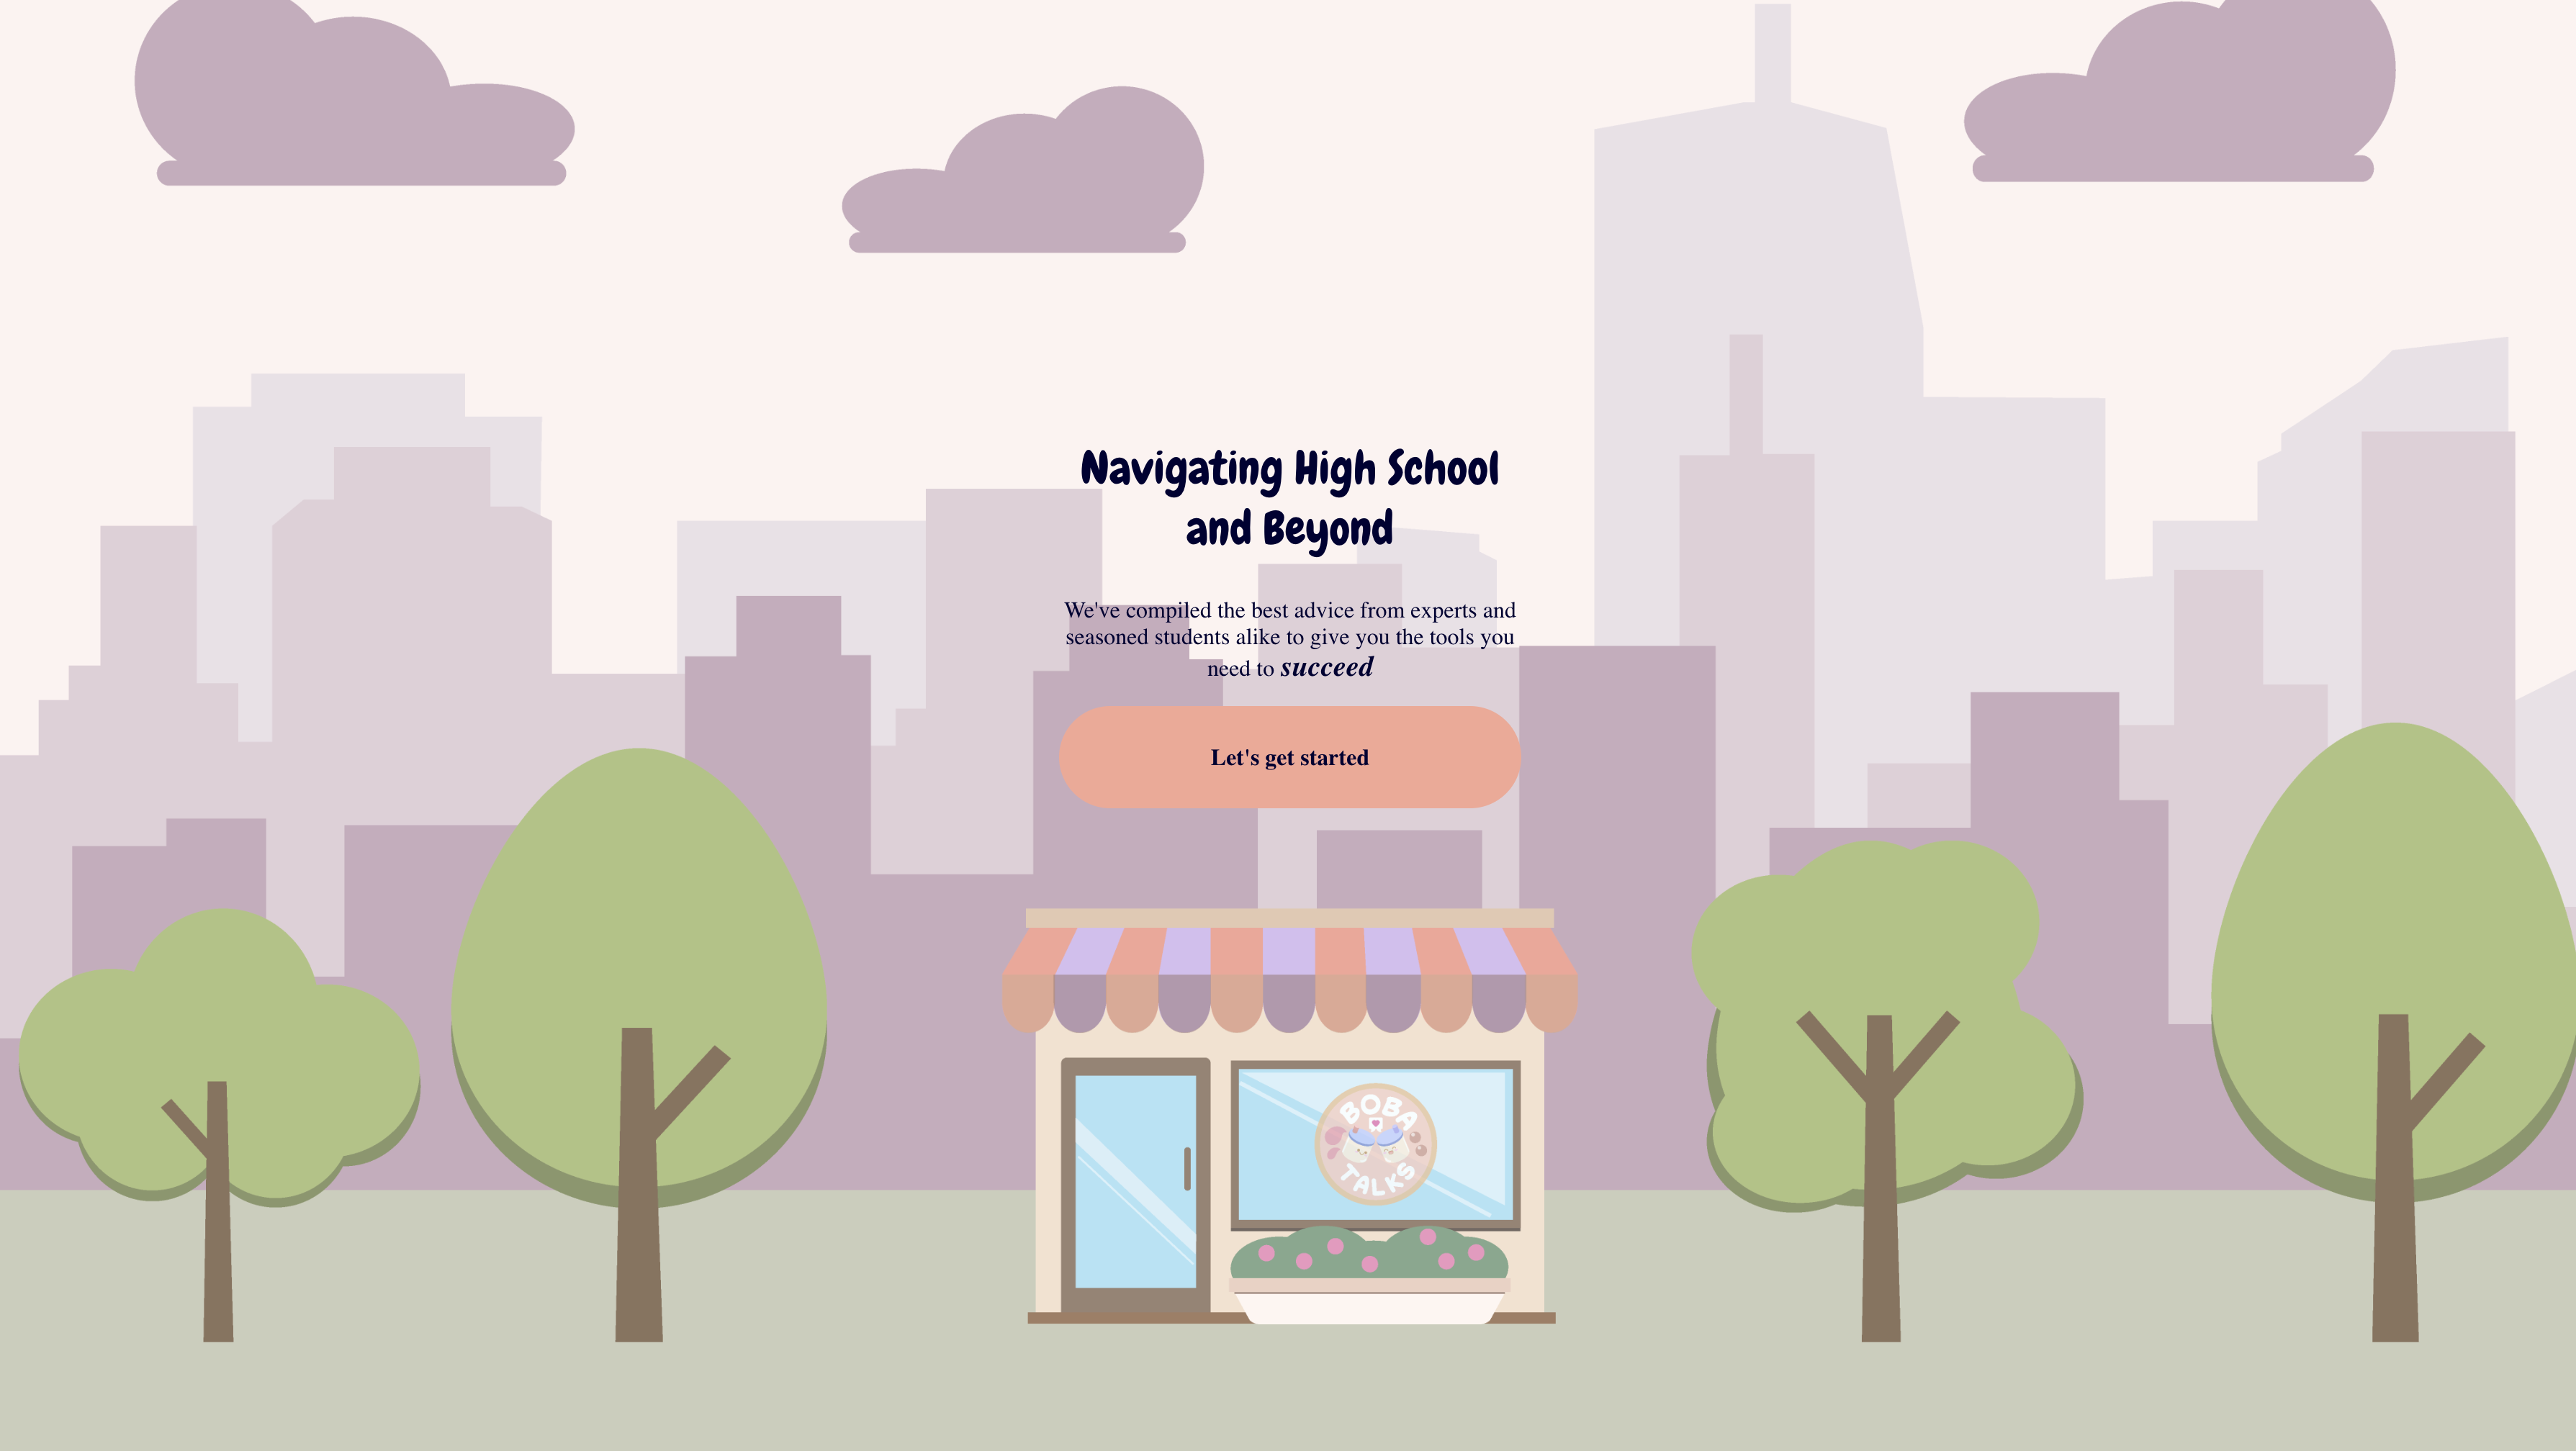 Navigating High School
and Beyond
We've compiled the best advice from experts and
seasoned students alike to give you the tools you
need to succeed
Let's get started
BOBA
TALKS